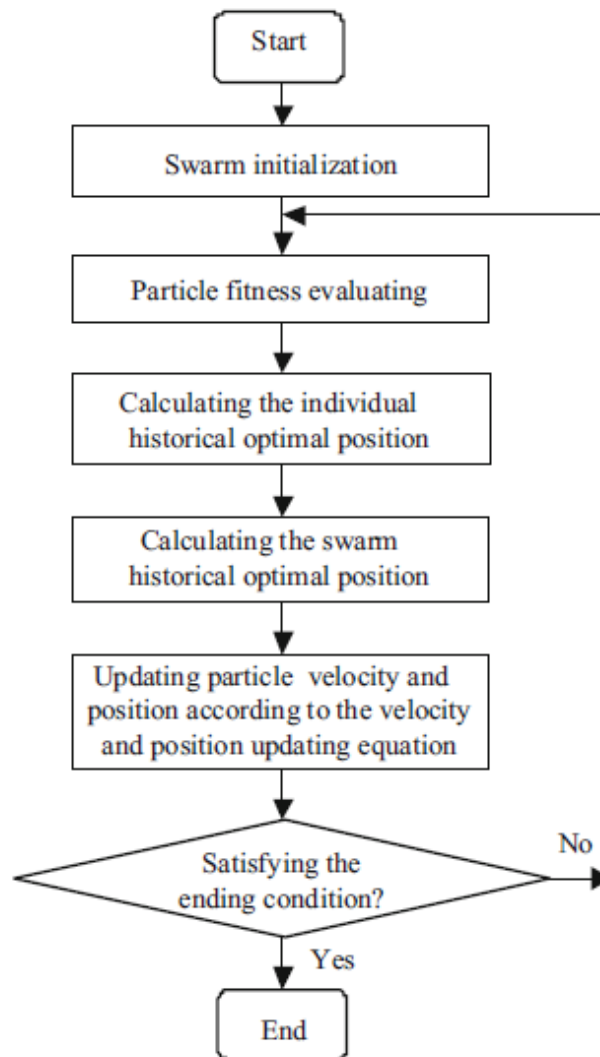 Start
Swarm initialization
Particle fitness evaluating
Calculating the individual
historical optimal position
Calculating the swarm
historical optimal position
Updating particle velocity and
position according to the velocity
and position updating equation
Satisfying the
ending condition?
No
Yes
End